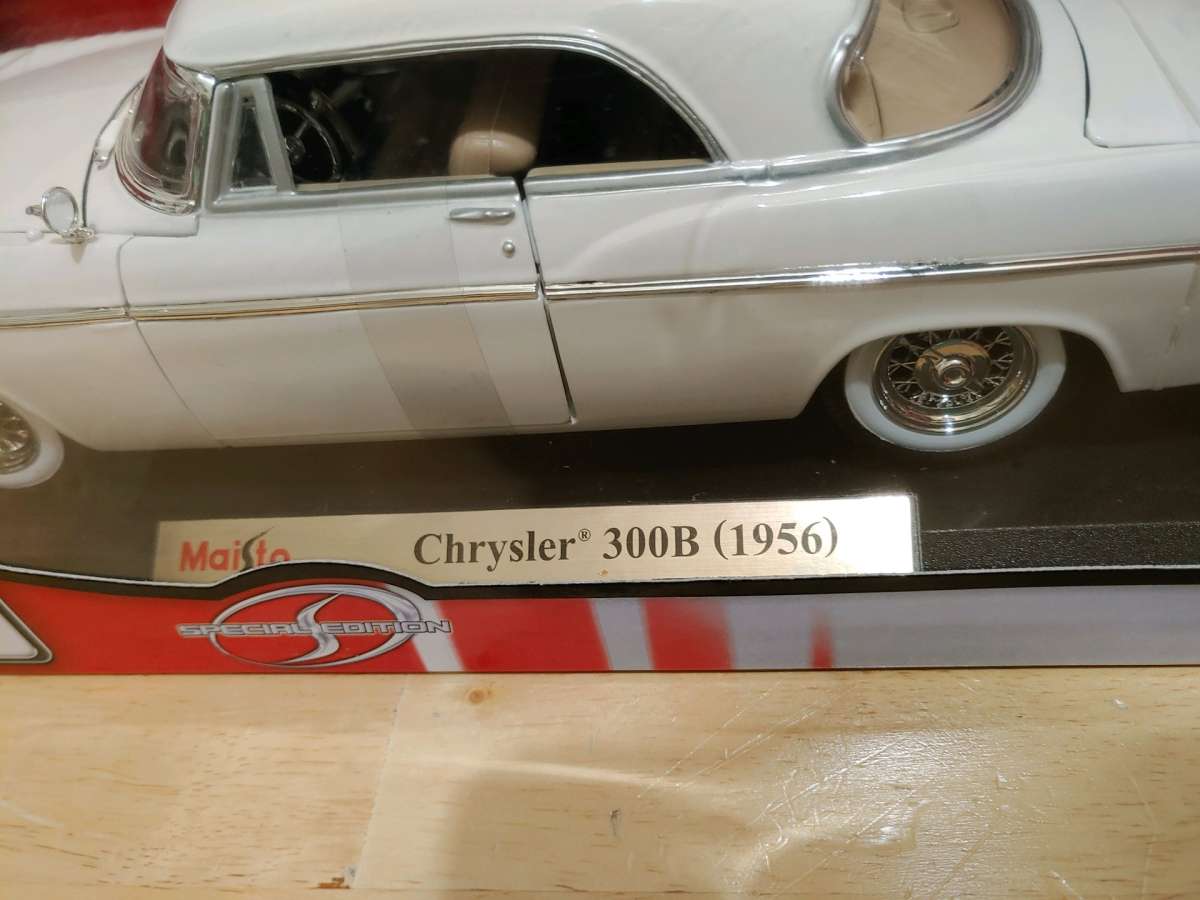 Maisto
Chrysler® 300B (1956)
SPECIAL EDITION